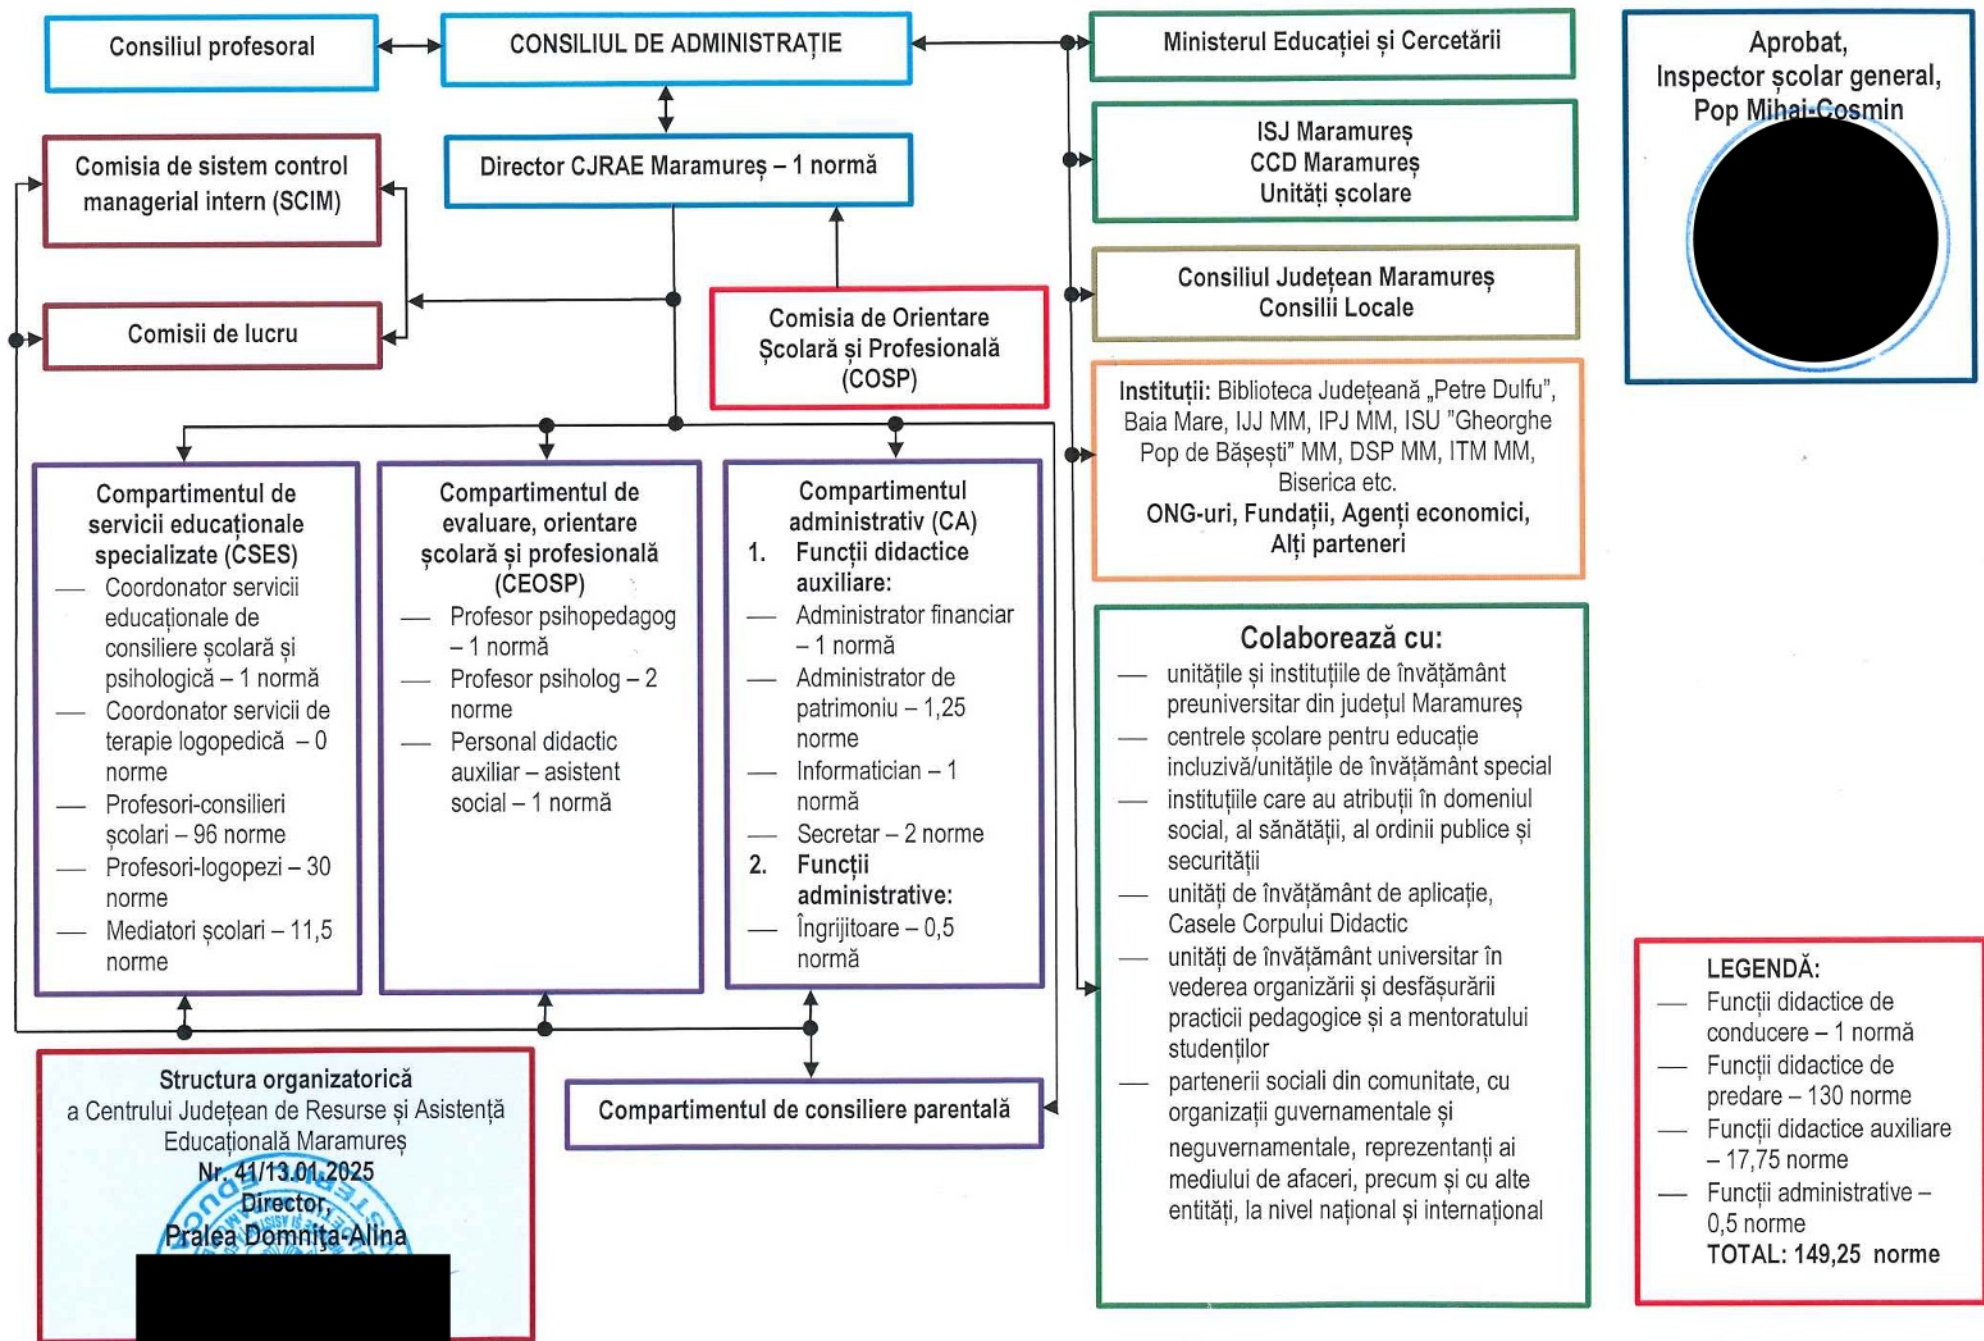 Consiliul profesoral
CONSILIUL DE ADMINISTRAȚIE
Ministerul Educației și Cercetării
Aprobat,
Inspector școlar general,
Pop Mihai-Cosmin
Comisia de sistem control
managerial intern (SCIM)
Director CJRAE Maramureș – 1 normă
ISJ Maramureș
CCD Maramureș
Unități școlare
Comisii de lucru
Comisia de Orientare
Școlară și Profesională
(COSP)
Consiliul Județean Maramureș
Consilii Locale
Instituții: Biblioteca Județeană „Petre Dulfu”,
Baia Mare, IJJ MM, IPJ MM, ISU "Gheorghe
Pop de Bășești” MM, DSP MM, ITM MM,
Biserica etc.
ONG-uri, Fundații, Agenți economici,
Alți parteneri
Compartimentul de
servicii educaționale
specializate (CSES)
— Coordonator servicii
educaționale de
consiliere școlară și
psihologică – 1 normă
— Coordonator servicii de
terapie logopedică – 0
norme
— Profesori-consilieri
școlari – 96 norme
— Profesori-logopezi – 30
norme
— Mediatori școlari – 11,5
norme
Compartimentul de
evaluare, orientare
școlară și profesională
(CEOSP)
— Profesor psihopedagog
– 1 normă
— Profesor psiholog – 2
norme
— Personal didactic
auxiliar – asistent
social – 1 normă
Compartimentul
administrativ (CA)
1. Funcții didactice
auxiliare:
— Administrator financiar
– 1 normă
— Administrator de
patrimoniu – 1,25
norme
— Informatician – 1
normă
— Secretar – 2 norme
2. Funcții
administrative:
— Îngrijitoare – 0,5
normă
Colaborează cu:
— unitățile și instituțiile de învățământ
preuniversitar din județul Maramureș
— centrele școlare pentru educație
incluzivă/unitățile de învățământ special
— instituțiile care au atribuții în domeniul
social, al sănătății, al ordinii publice și
securității
— unități de învățământ de aplicație,
Casele Corpului Didactic
— unități de învățământ universitar în
vederea organizării și desfășurării
practicii pedagogice și a mentoratului
studenților
— partenerii sociali din comunitate, cu
organizații guvernamentale și
neguvernamentale, reprezentanți ai
mediului de afaceri, precum și cu alte
entități, la nivel național și internațional
LEGENDĂ:
— Funcții didactice de
conducere – 1 normă
— Funcții didactice de
predare – 130 norme
— Funcții didactice auxiliare
– 17,75 norme
— Funcții administrative –
0,5 norme
TOTAL: 149,25 norme
Structura organizatorică
a Centrului Județean de Resurse și Asistență
Educațională Maramureș
Nr. 41/13.01.2025
Director,
Pralea Domnița-Alina
Compartimentul de consiliere parentală